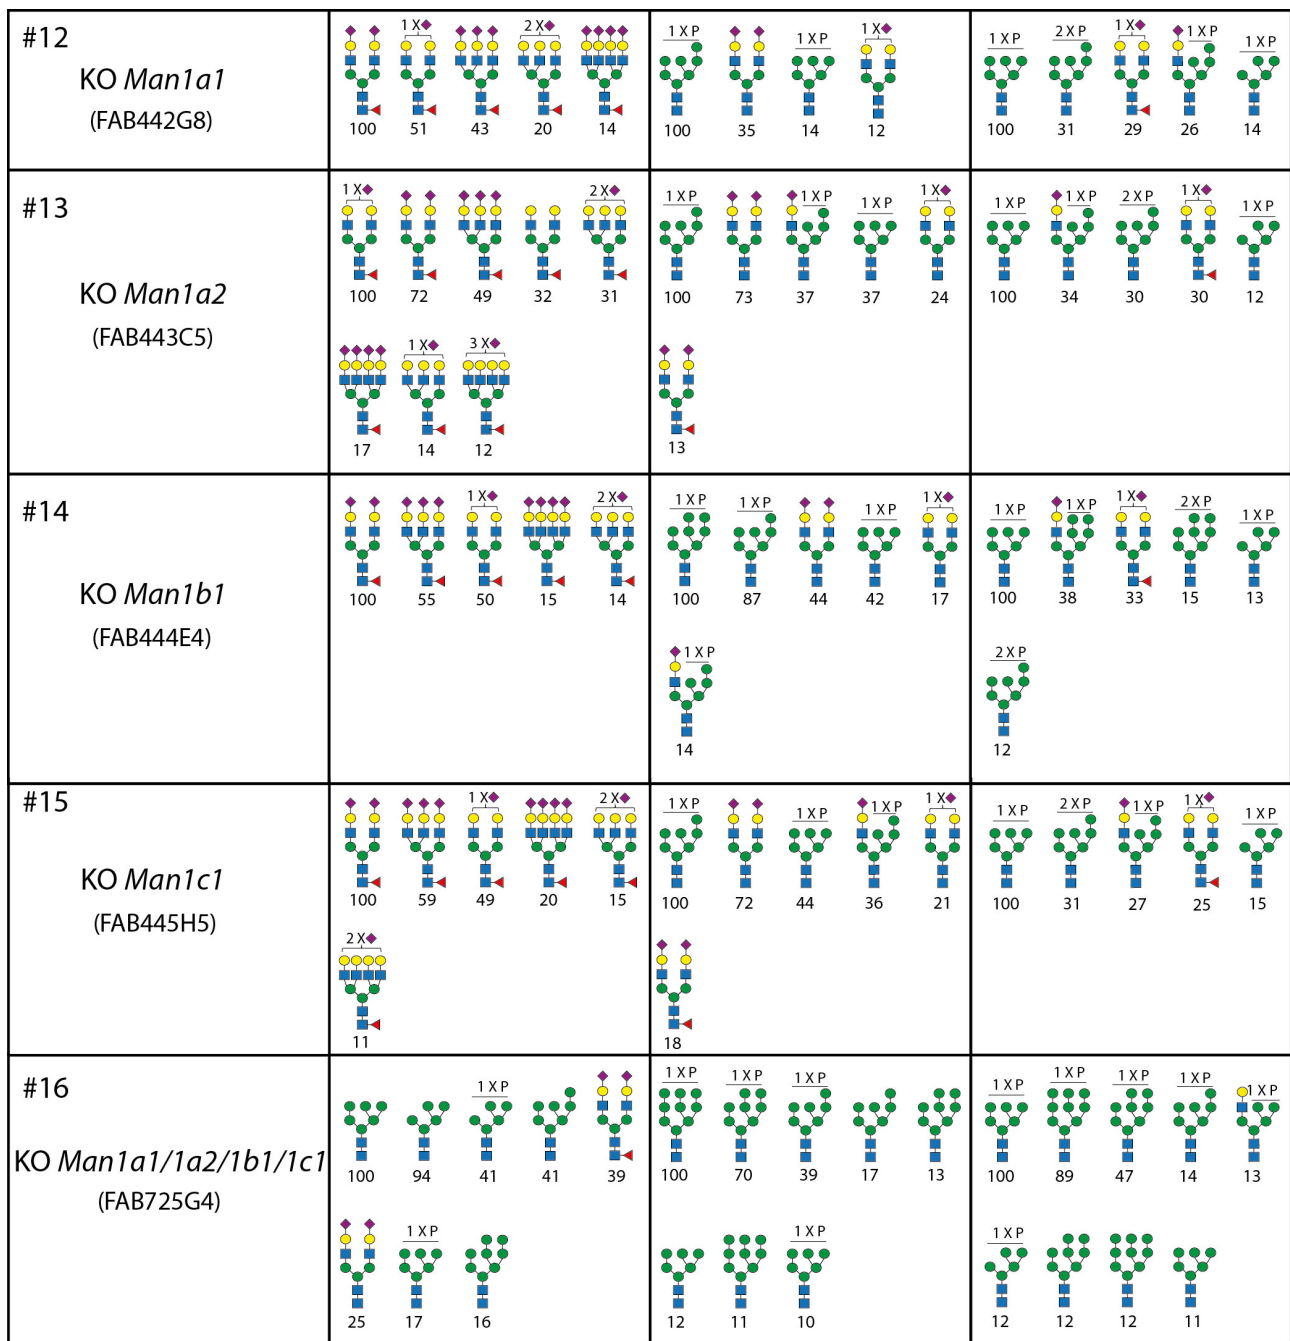 #12
KO Man1a1
(FAB442G8)
1 X 2 X
100 51 43 20 14
1 X P 1 X P 1 X
100 35 14 12
1 X P 2 X P 1 X 1 X P 1 X P
100 31 29 26 14
#13
KO Man1a2
(FAB443C5)
1 X 2 X
100 72 49 32 31
1 X 3 X
17 14 12
1 X P 1 X P 1 X P 1 X
100 73 37 37 24
13
1 X P 1 X P 2 X P 1 X 1 X P
100 34 30 30 12
#14
KO Man1b1
(FAB444E4)
1 X 2 X
100 55 50 15 14
1 X P 1 X P 1 X P 1 X
100 87 44 42 17
1 X P
14
1 X P 1 X P 1 X 2 X P 1 X P
100 38 33 15 13
2 X P
12
#15
KO Man1c1
(FAB445H5)
1 X 2 X
100 59 49 20 15
2 X
11
1 X P 1 X P 1 X P 1 X
100 72 44 36 21
18
1 X P 2 X P 1 X P 1 X 1 X P
100 31 27 25 15
#16
KO Man1a1/1a2/1b1/1c1
(FAB725G4)
1 X P
100 94 41 41 39
1 X P
25 17 16
1 X P 1 X P 1 X P
100 70 39 17 13
1 X P
12 11 10
1 X P 1 X P 1 X P 1 X P 1 X P
100 89 47 14 13
1 X P
12 12 12 11